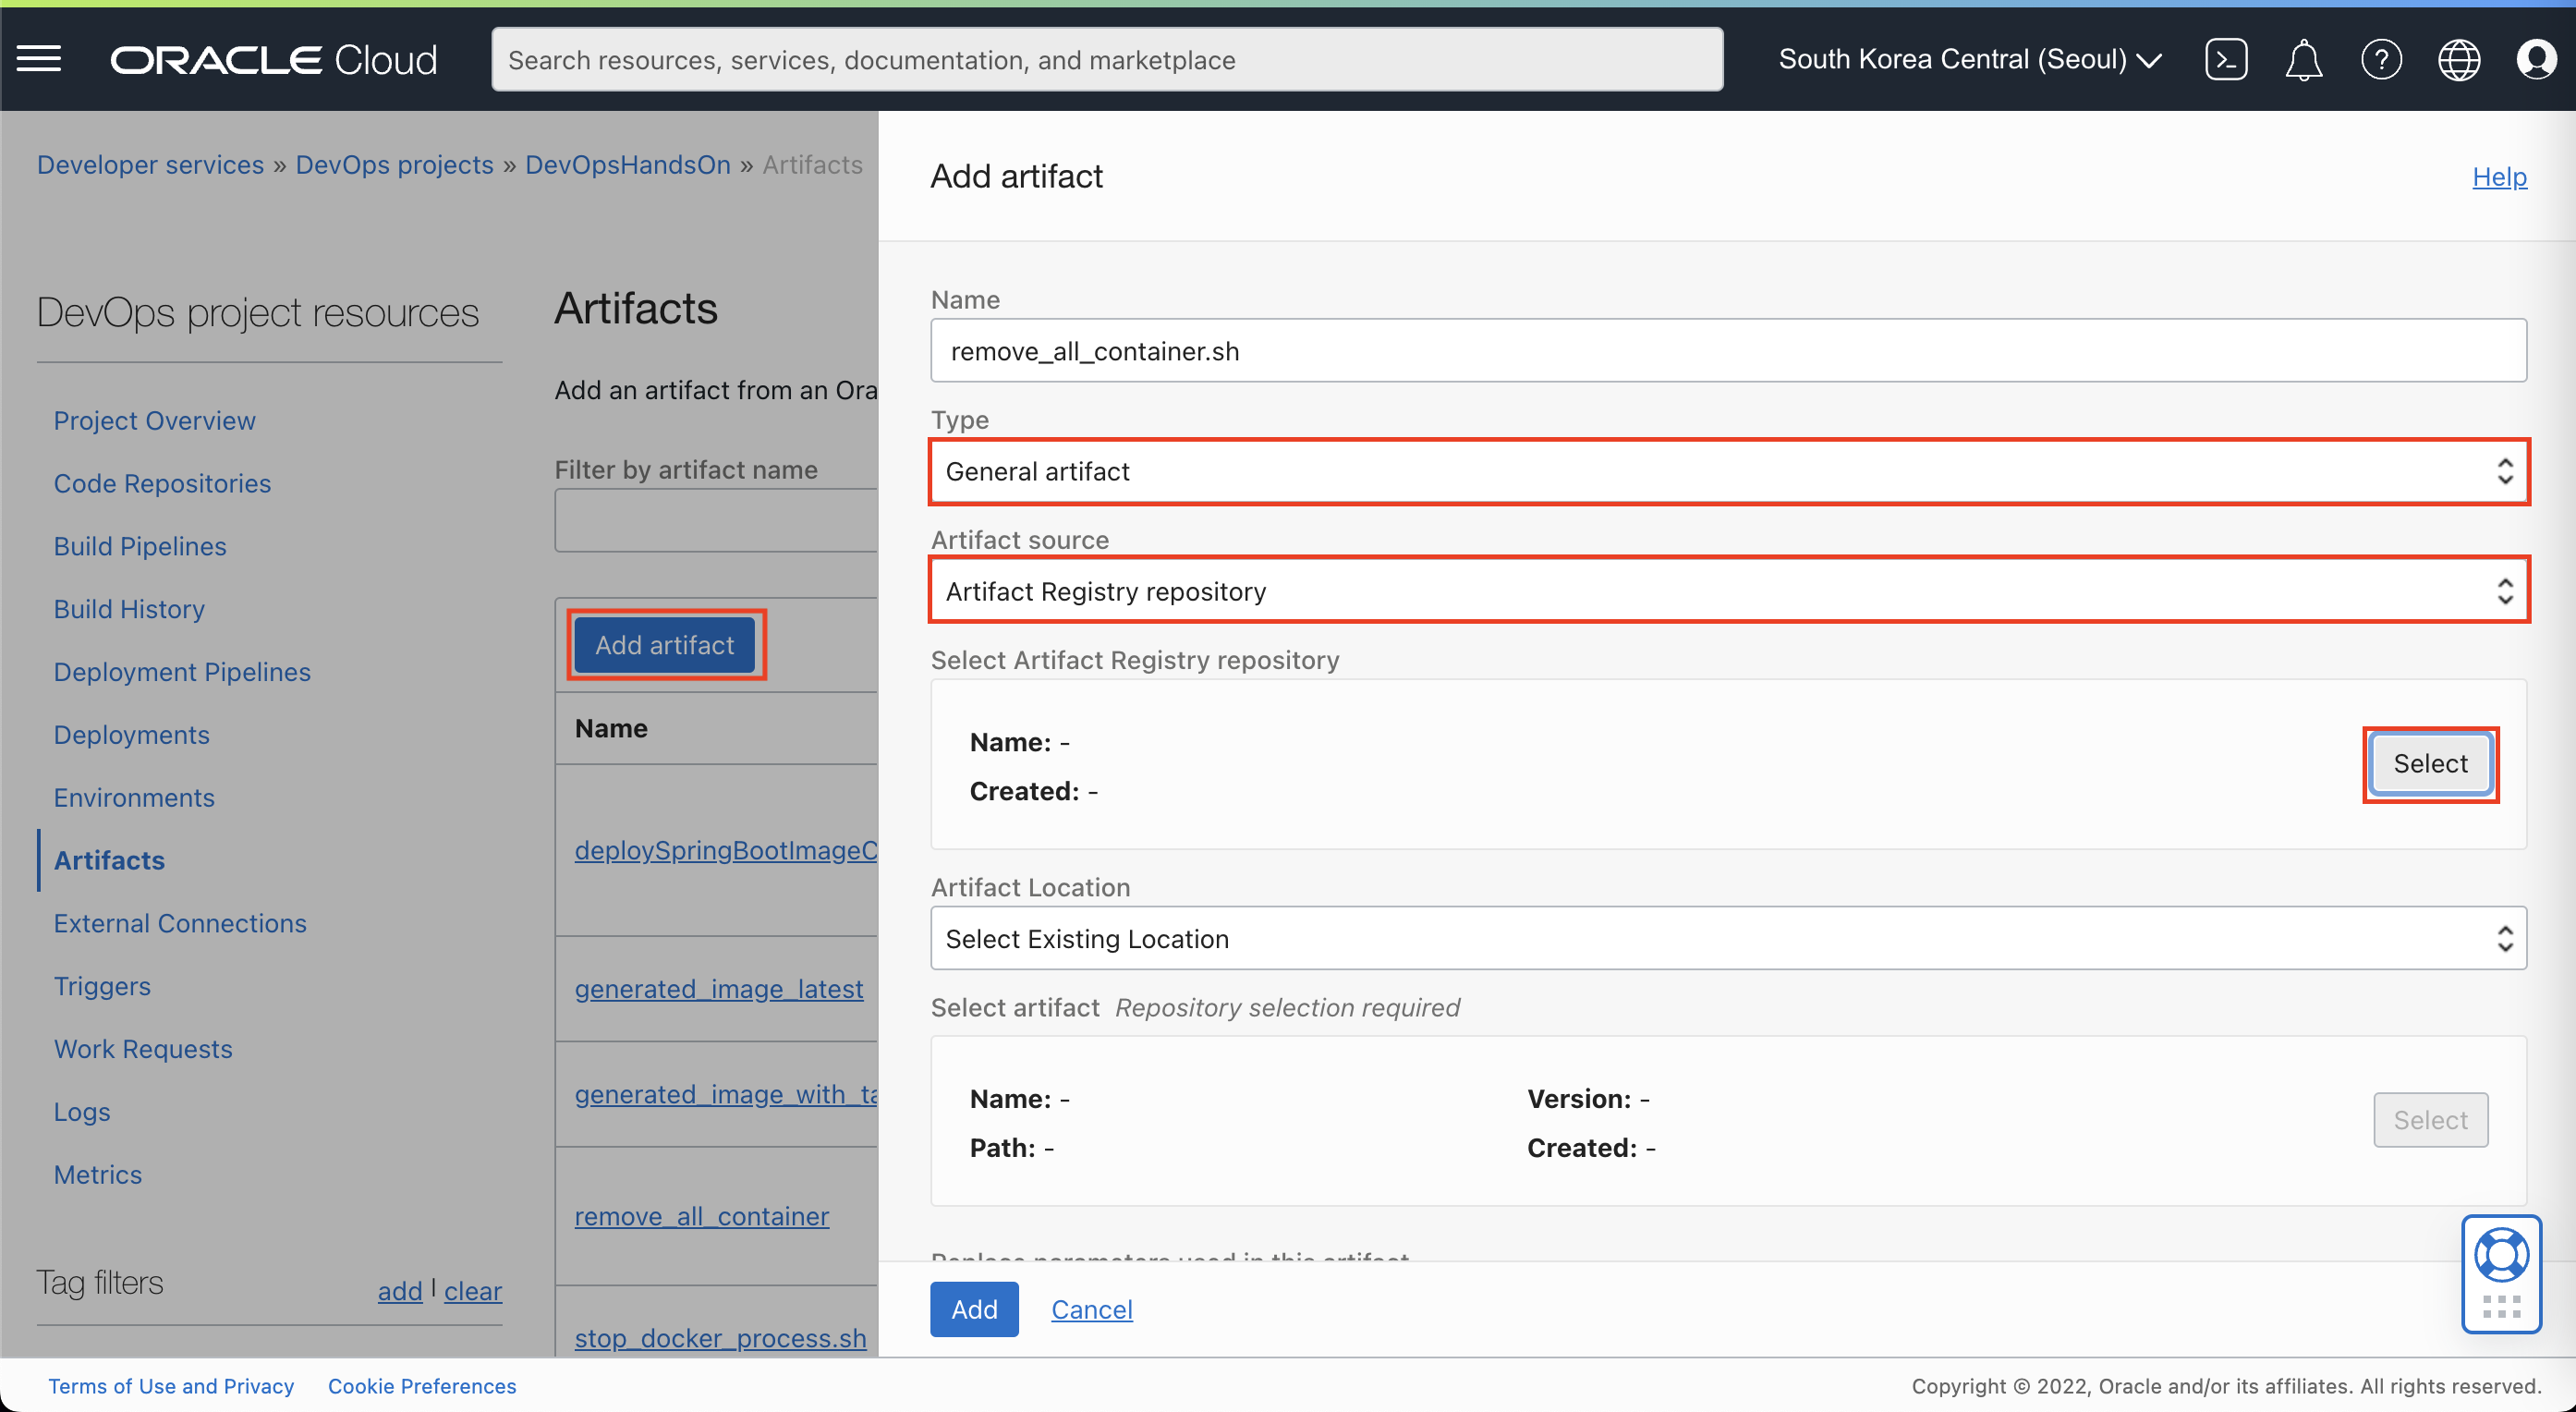 ORACLE Cloud
Search resources, services, documentation, and marketplace
South Korea Central (Seoul)
Developer services » DevOps projects » DevOpsHandsOn » Artifacts
DevOps project resources
Project Overview
Code Repositories
Build Pipelines
Build History
Deployment Pipelines
Deployments
Environments
Artifacts
External Connections
Triggers
Work Requests
Logs
Metrics
Tag filters
add | clear
Artifacts
Add an artifact from an Ora
Filter by artifact name
Add artifact
Name
deploySpringBootImageC
generated_image_latest
generated_image_with_ta
remove_all_container
stop_docker_process.sh
Add artifact
Help
Name
remove_all_container.sh
Type
General artifact
Artifact source
Artifact Registry repository
Select Artifact Registry repository
Name: -
Created: -
Select
Artifact Location
Select Existing Location
Select artifact Repository selection required
Name: -
Version: -
Path: -
Created: -
Select
Replace parameters used in this artifact
Add
Cancel
Terms of Use and Privacy
Cookie Preferences
Copyright © 2022, Oracle and/or its affiliates. All rights reserved.